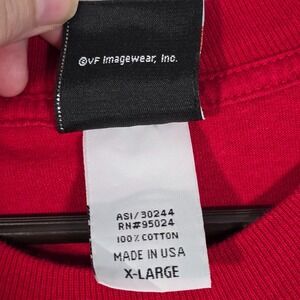 ©VF Imagewear, Inc.
ASI/30244
RN#95024
100% COTTON
MADE IN USA
X-LARGE